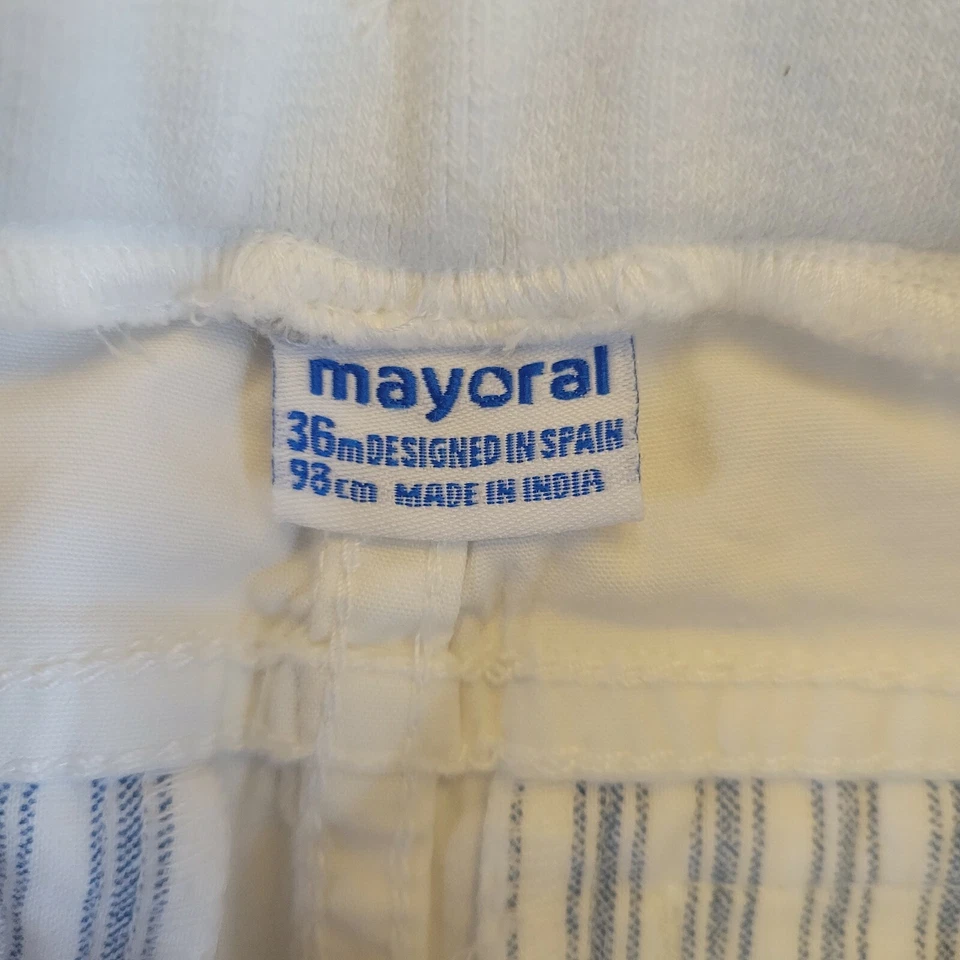 mayoral
36m DESIGNED IN SPAIN
98cm MADE IN INDIA